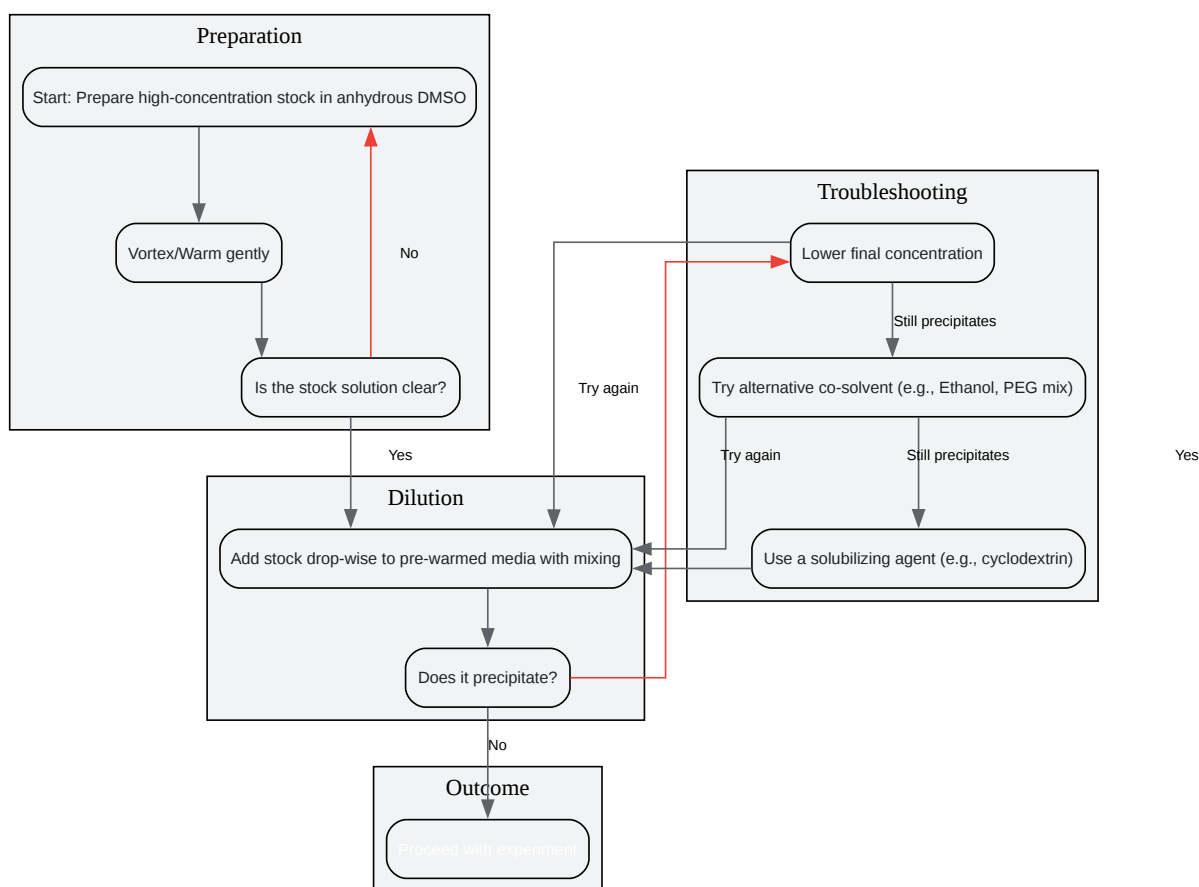 Preparation
Start: Prepare high-concentration stock in anhydrous DMSO
Vortex/Warm gently
No
Is the stock solution clear?
Yes
Troubleshooting
Lower final concentration
Still precipitates
Try again
Try alternative co-solvent (e.g., Ethanol, PEG mix)
Try again
Still precipitates
Yes
Use a solubilizing agent (e.g., cyclodextrin)
Dilution
Add stock drop-wise to pre-warmed media with mixing
Does it precipitate?
No
Outcome
Proceed with experiment